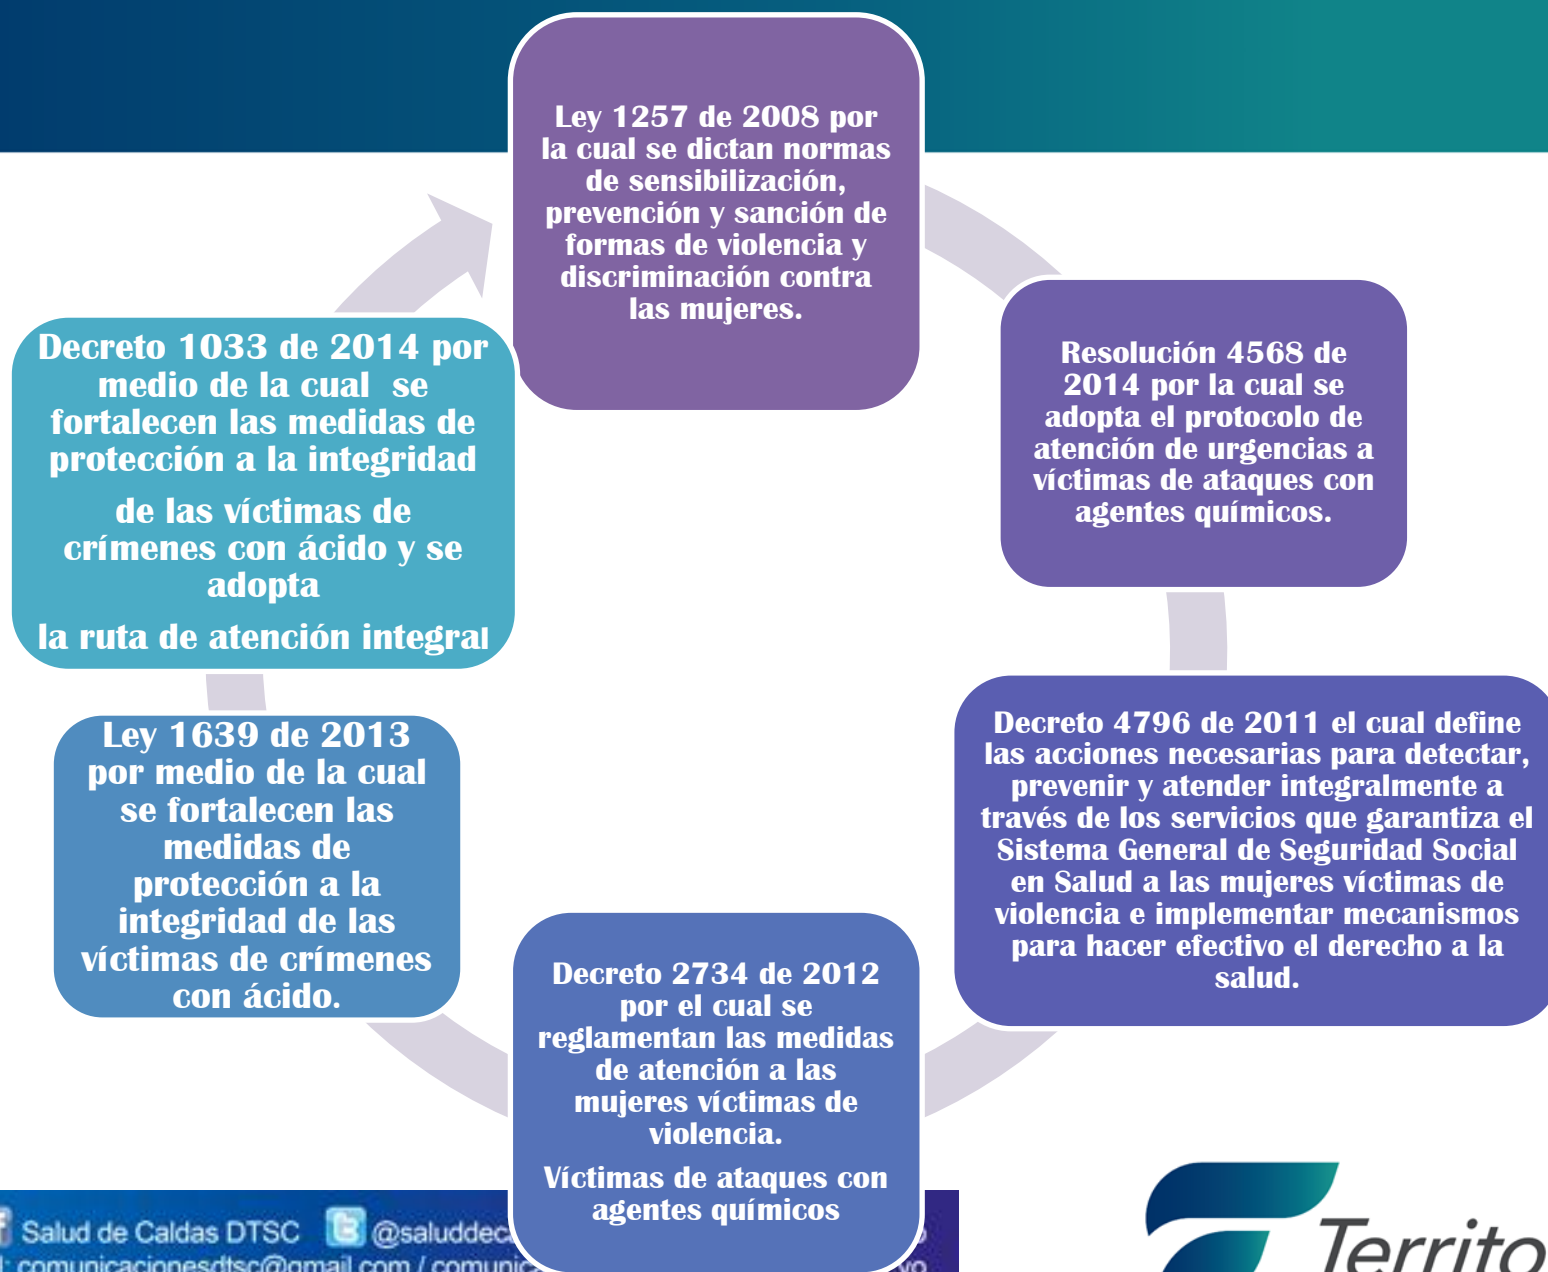 Ley 1257 de 2008 por
la cual se dictan normas
de sensibilización,
prevención y sanción de
formas de violencia y
discriminación contra
las mujeres.
Resolución 4568 de
2014 por la cual se
adopta el protocolo de
atención de urgencias a
víctimas de ataques con
agentes químicos.
Decreto 4796 de 2011 el cual define
las acciones necesarias para detectar,
prevenir y atender integralmente a
través de los servicios que garantiza el
Sistema General de Seguridad Social
en Salud a las mujeres víctimas de
violencia e implementar mecanismos
para hacer efectivo el derecho a la
salud.
Decreto 2734 de 2012
por el cual se
reglamentan las medidas
de atención a las
mujeres víctimas de
violencia.
Víctimas de ataques con
agentes químicos
Ley 1639 de 2013
por medio de la cual
se fortalecen las
medidas de
protección a la
integridad de las
víctimas de crímenes
con ácido.
Decreto 1033 de 2014 por
medio de la cual se
fortalecen las medidas de
protección a la integridad
de las víctimas de
crímenes con ácido y se
adopta
la ruta de atención integral
Salud de Caldas DTSC @saluddeca
comunicacionesdtsc@gmail.com / comunica
Territo